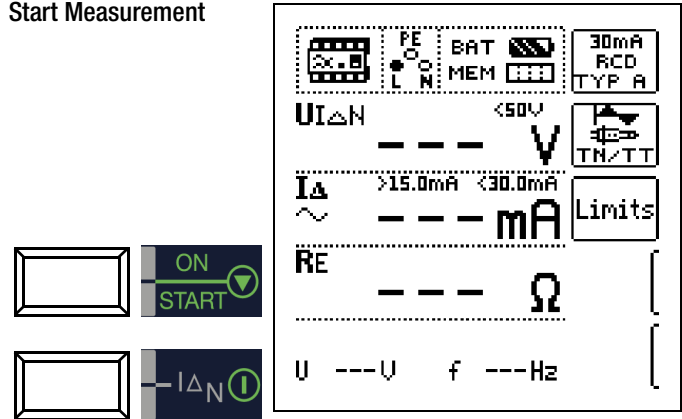 Start Measurement
PE
L N
BAT
MEM
30mA
RCD
TYP A
UI△N <50V
--- V
TN/TT
I△ >15.0mA <30.0mA
~ --- mA
Limits
ON
START
RE
--- Ω
I△N
U ---V f ---Hz